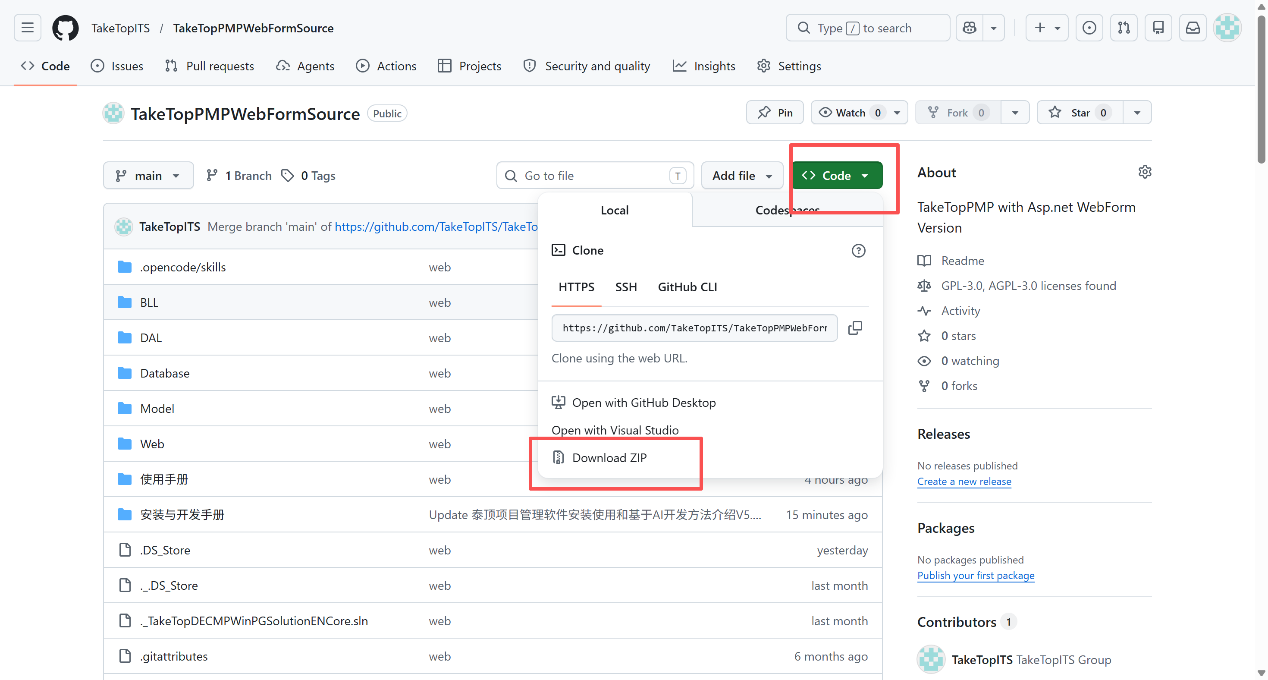 TakeTopITS / TakeTopPMPWebFormSource
Type / to search
Code Issues Pull requests Agents Actions Projects Security and quality Insights Settings
TakeTopPMPWebFormSource Public
Pin Watch 0 Fork 0 Star 0
main 1 Branch 0 Tags Go to file T Add file Code
Local Codespaces
TakeTopITS Merge branch 'main' of https://github.com/TakeTopITS/TakeTo
Clone
HTTPS SSH GitHub CLI
https://github.com/TakeTopITS/TakeTopPMPWebForm
Clone using the web URL.
Open with GitHub Desktop
Open with Visual Studio
Download ZIP
.opencode/skills web
BLL web
DAL web
Database web
Model web
Web web
使用手册 web 4 hours ago
安装与开发手册 Update 泰顶项目管理软件安装使用和基于AI开发方法介绍V5.... 15 minutes ago
.DS_Store web yesterday
._.DS_Store web last month
._TakeTopDECMPWinPGSolutionENCore.sln web last month
.gitattributes web 6 months ago
About
TakeTopPMP with Asp.net WebForm
Version
Readme
GPL-3.0, AGPL-3.0 licenses found
Activity
0 stars
0 watching
0 forks
Releases
No releases published
Create a new release
Packages
No packages published
Publish your first package
Contributors 1
TakeTopITS TakeTopITS Group